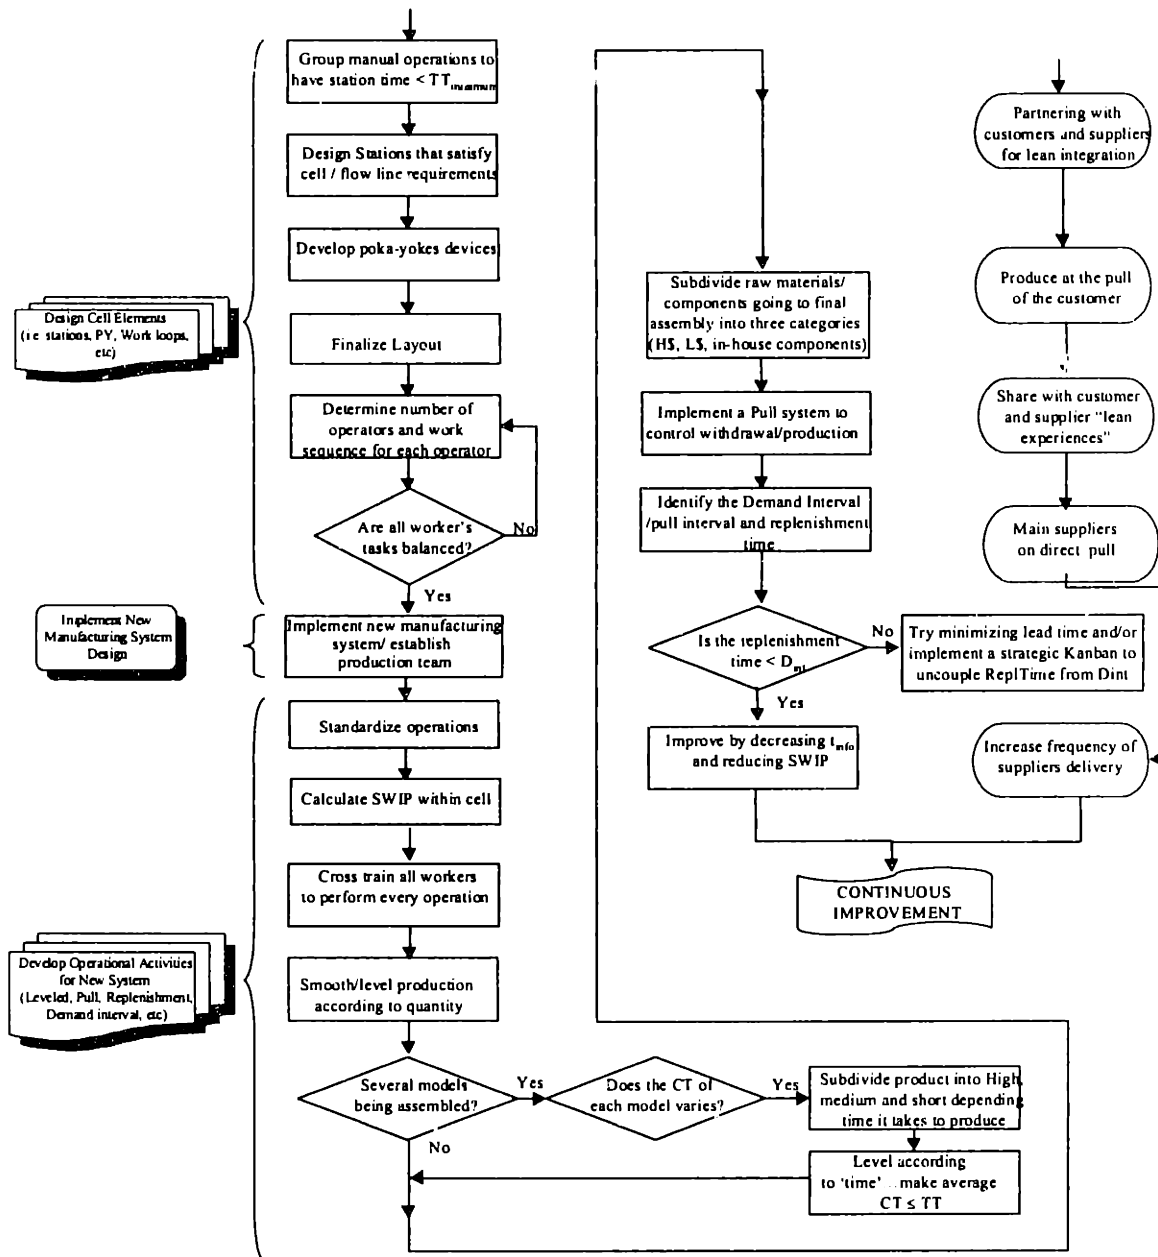 Group manual operations to
have station time < TT minimum
Design Stations that satisfy
cell / flow line requirements
Develop poka-yokes devices
Design Cell Elements
(i.e. stations, PY, Work loops,
etc)
Finalize Layout
Determine number of
operators and work
sequence for each operator
Are all worker's
tasks balanced?
No
Yes
Implement New
Manufacturing System
Design
Implement new manufacturing
system/ establish
production team
Standardize operations
Calculate SWIP within cell
Cross train all workers
to perform every operation
Develop Operational Activities
for New System
(Leveled, Pull, Replenishment,
Demand interval, etc)
Smooth/level production
according to quantity
Several models
being assembled?
Yes
No
Does the CT of
each model varies?
Yes
Subdivide product into High,
medium and short depending
time it takes to produce
Level according
to 'time' ...make average
CT ≤ TT
Subdivide raw materials/
components going to final
assembly into three categories
(H$, L$, in-house components)
Implement a Pull system to
control withdrawal/production
Identify the Demand Interval
/pull interval and replenishment
time
Is the replenishment
time < D int
No
Yes
Try minimizing lead time and/or
implement a strategic Kanban to
uncouple ReplTime from Dint
Improve by decreasing t info
and reducing SWIP
Partnering with
customers and suppliers
for lean integration
Produce at the pull
of the customer
Share with customer
and supplier "lean
experiences"
Main suppliers
on direct pull
Increase frequency of
suppliers delivery
CONTINUOUS
IMPROVEMENT